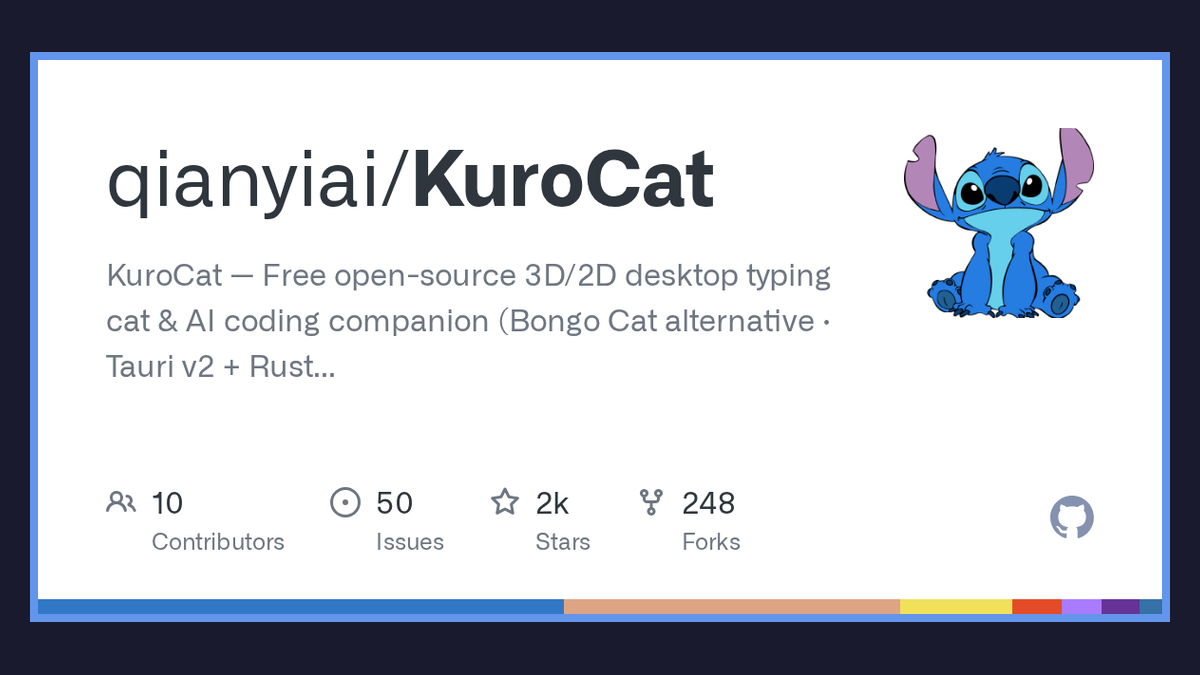 qianyiai/KuroCat
KuroCat — Free open-source 3D/2D desktop typing
cat & AI coding companion (Bongo Cat alternative ·
Tauri v2 + Rust...
10
Contributors
50
Issues
2k
Stars
248
Forks